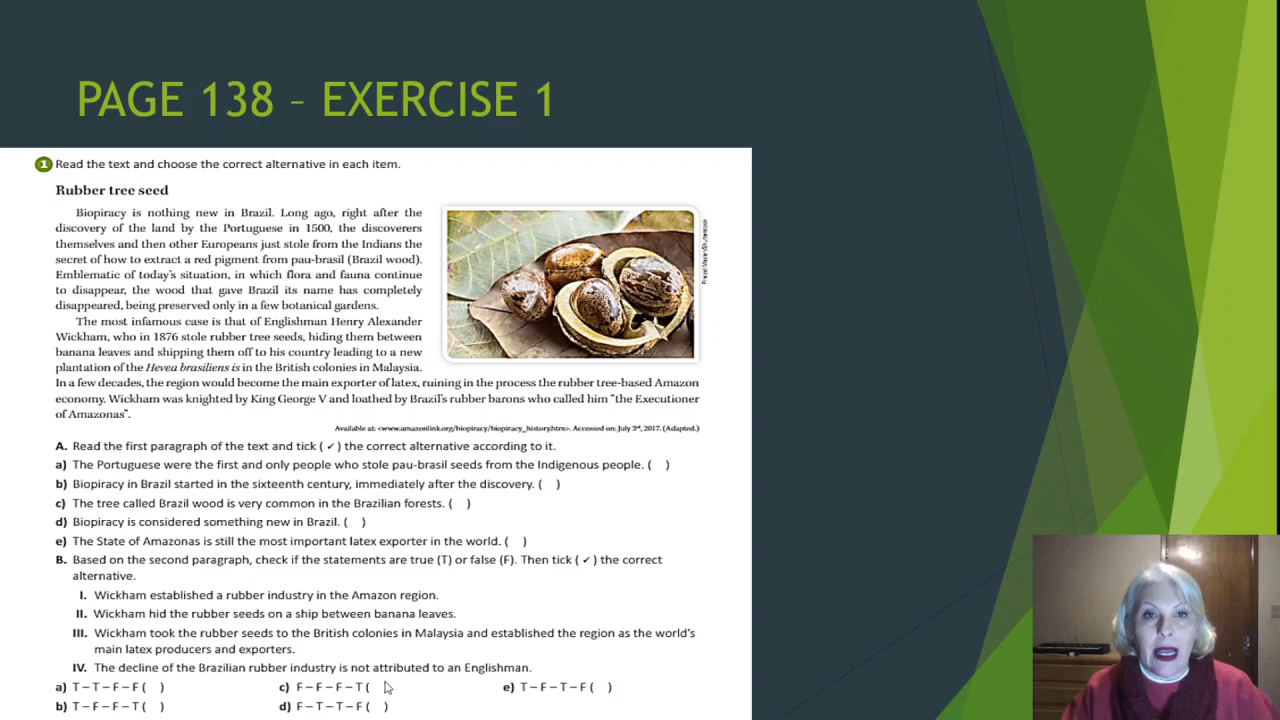 PAGE 138 – EXERCISE 1
1 Read the text and choose the correct alternative in each item.
Rubber tree seed
Biopiracy is nothing new in Brazil. Long ago, right after the
discovery of the land by the Portuguese in 1500, the discoverers
themselves and then other Europeans just stole from the Indians the
secret of how to extract a red pigment from pau-brasil (Brazil wood).
Emblematic of today's situation, in which flora and fauna continue
to disappear, the wood that gave Brazil its name has completely
disappeared, being preserved only in a few botanical gardens.
The most infamous case is that of Englishman Henry Alexander
Wickham, who in 1876 stole rubber tree seeds, hiding them between
banana leaves and shipping them off to his country leading to a new
plantation of the Hevea brasiliens is in the British colonies in Malaysia.
In a few decades, the region would become the main exporter of latex, ruining in the process the rubber tree-based Amazon
economy. Wickham was knighted by King George V and loathed by Brazil's rubber barons who called him "the Executioner
of Amazonas".
Available at: <www.amazonlink.org/biopiracy/biopiracy_history.htm>. Accessed on: July 3rd, 2017. (Adapted.)
A. Read the first paragraph of the text and tick ( ✓ ) the correct alternative according to it.
a) The Portuguese were the first and only people who stole pau-brasil seeds from the Indigenous people. ( )
b) Biopiracy in Brazil started in the sixteenth century, immediately after the discovery. ( )
c) The tree called Brazil wood is very common in the Brazilian forests. ( )
d) Biopiracy is considered something new in Brazil. ( )
e) The State of Amazonas is still the most important latex exporter in the world. ( )
B. Based on the second paragraph, check if the statements are true (T) or false (F). Then tick ( ✓ ) the correct
alternative.
I. Wickham established a rubber industry in the Amazon region.
II. Wickham hid the rubber seeds on a ship between banana leaves.
III. Wickham took the rubber seeds to the British colonies in Malaysia and established the region as the world's
main latex producers and exporters.
IV. The decline of the Brazilian rubber industry is not attributed to an Englishman.
a) T – T – F – F ( ) c) F – F – F – T ( e) T – F – T – F ( )
b) T – F – F – T ( ) d) F – T – T – F ( )